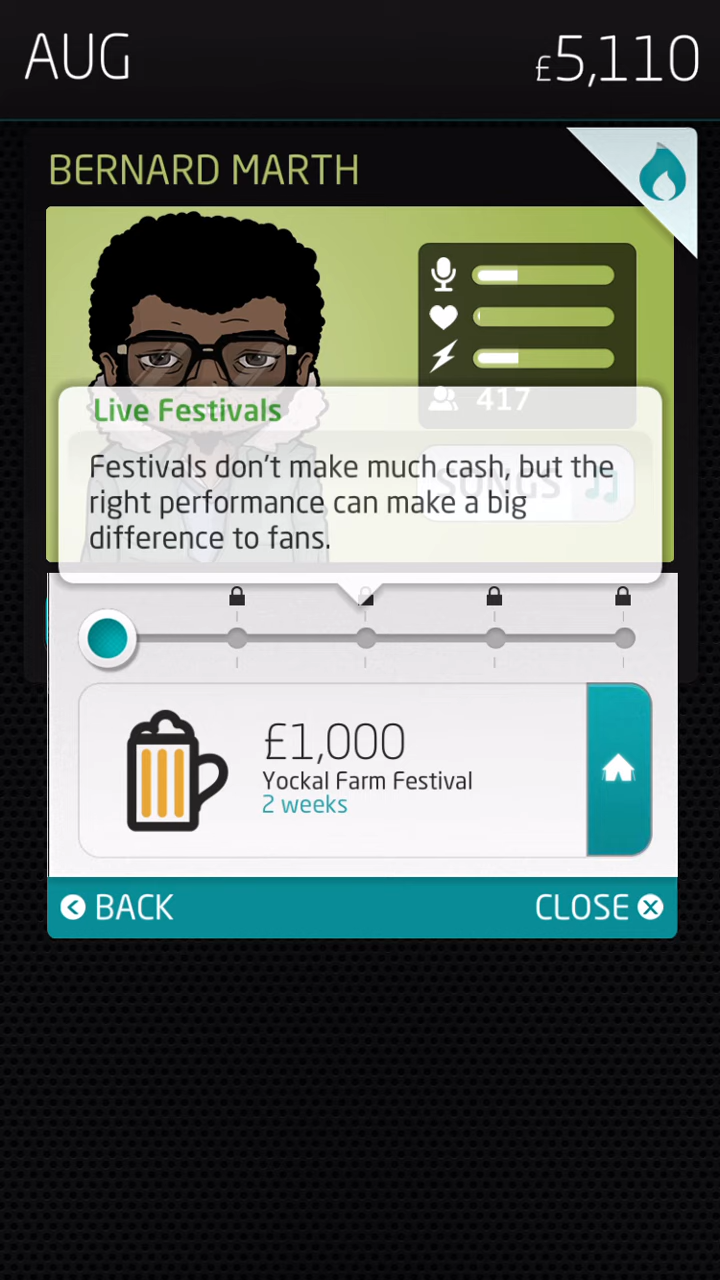 AUG
£5,110
BERNARD MARTH
417
Live Festivals
Festivals don't make much cash, but the
right performance can make a big
difference to fans.
SONGS
£1,000
Yockal Farm Festival
2 weeks
BACK
CLOSE